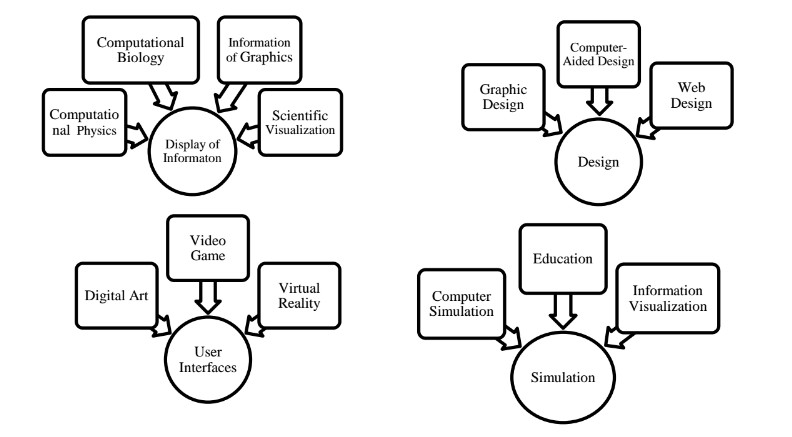 Computational
Biology
Information
of Graphics
Computatio
nal Physics
Scientific
Visualization
Display of
Informaton
Computer-
Aided Design
Graphic
Design
Web
Design
Design
Video
Game
Digital Art
Virtual
Reality
User
Interfaces
Education
Computer
Simulation
Information
Visualization
Simulation